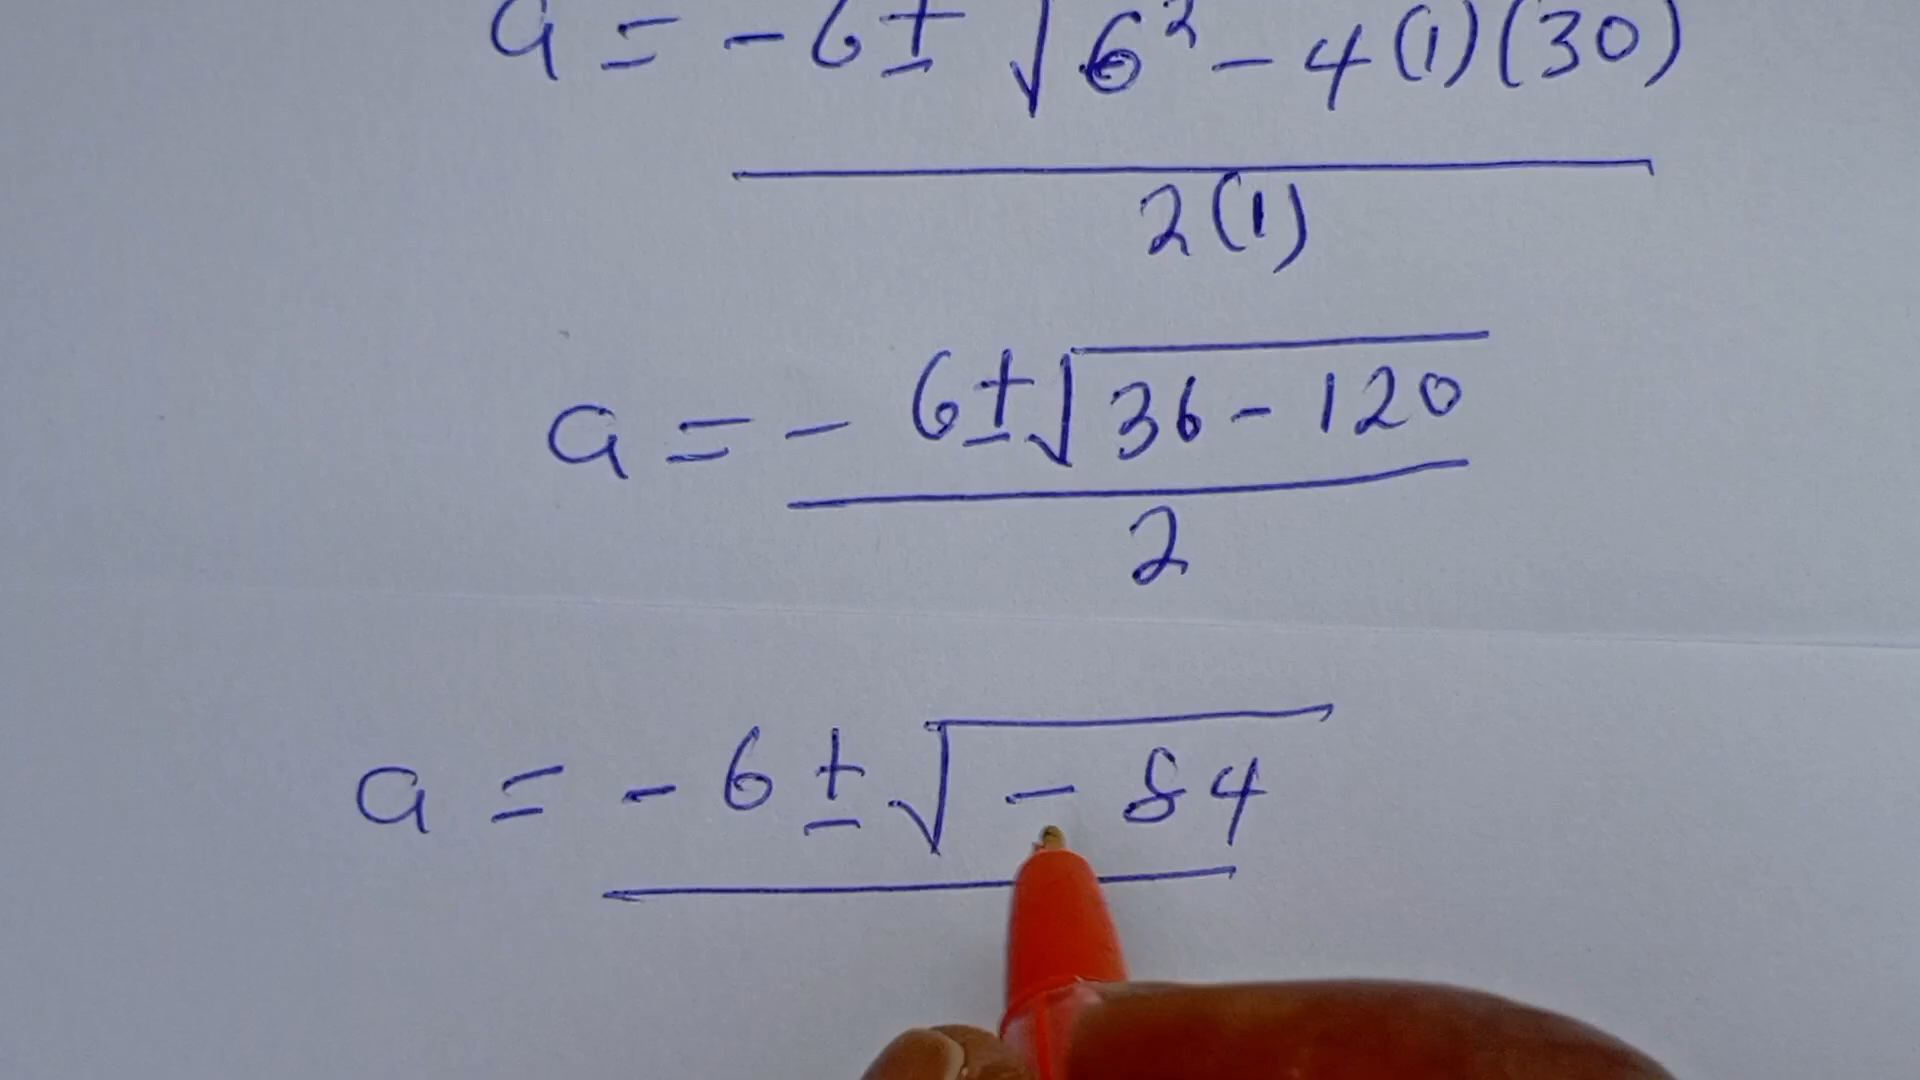 a = -6 ± √6² - 4(1)(30)
2(1)
a = -6 ± √36 - 120
2
a = -6 ± √-84